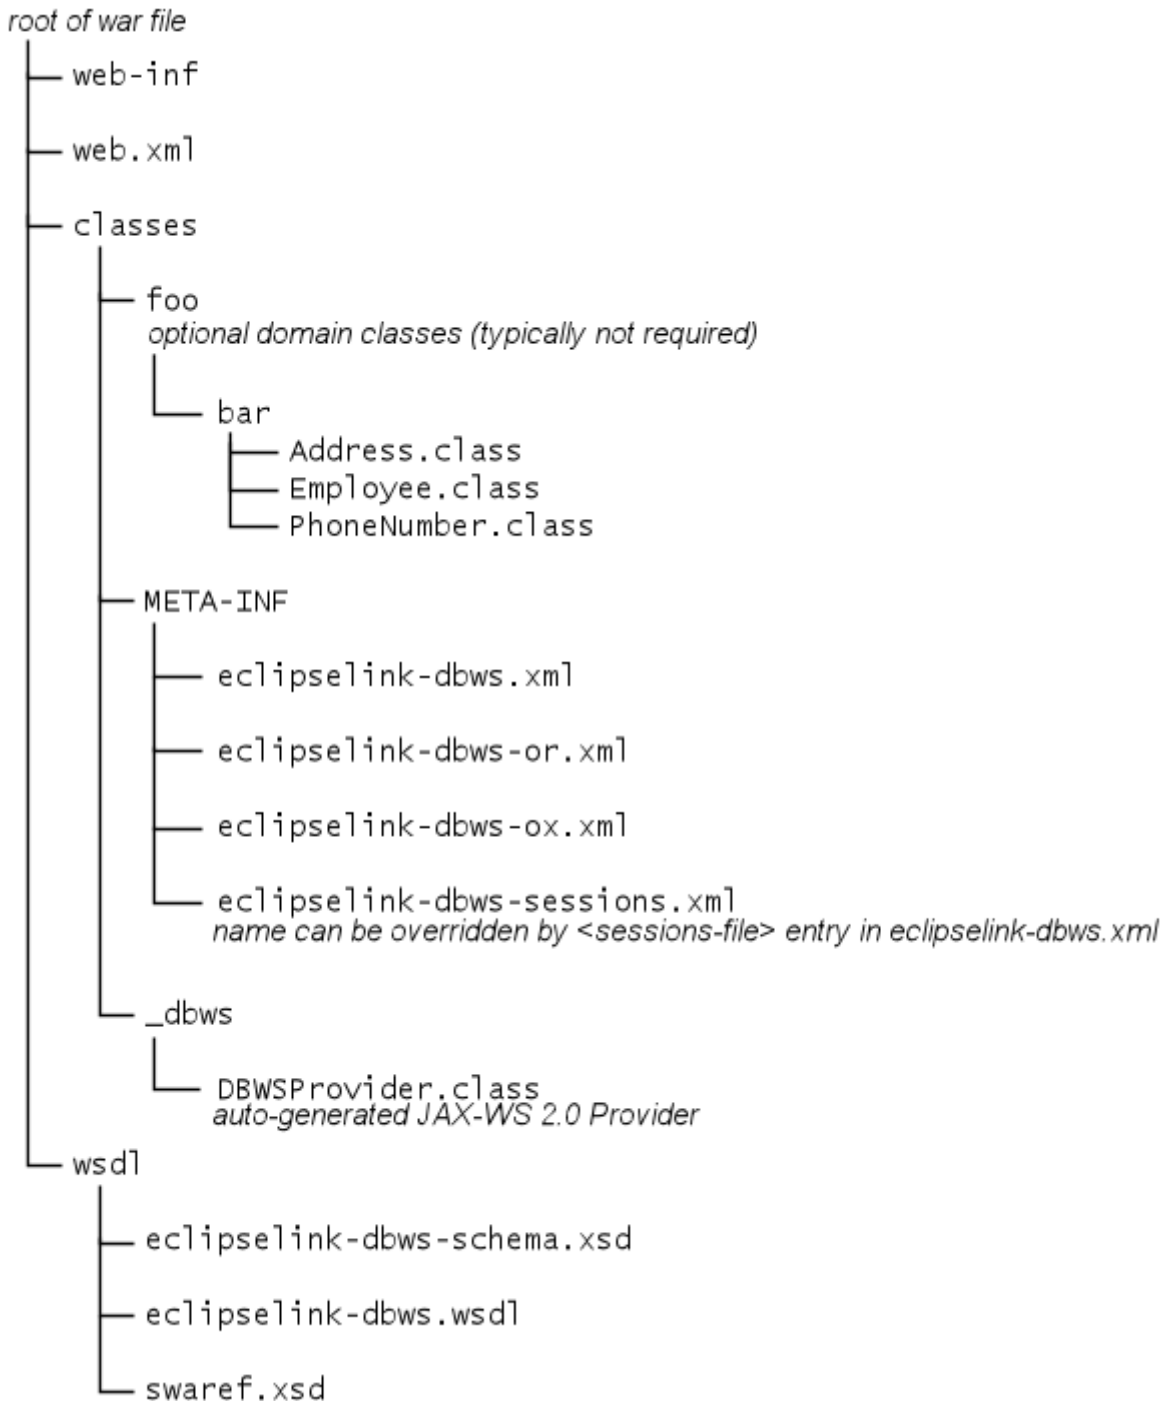 root of war file
web-inf
web.xml
classes
foo
optional domain classes (typically not required)
bar
Address.class
Employee.class
PhoneNumber.class
META-INF
eclipselink-dbws.xml
eclipselink-dbws-or.xml
eclipselink-dbws-ox.xml
eclipselink-dbws-sessions.xml
name can be overridden by <sessions-file> entry in eclipselink-dbws.xml
_dbws
DBWSProvider.class
auto-generated JAX-WS 2.0 Provider
wsdl
eclipselink-dbws-schema.xsd
eclipselink-dbws.wsdl
swaref.xsd